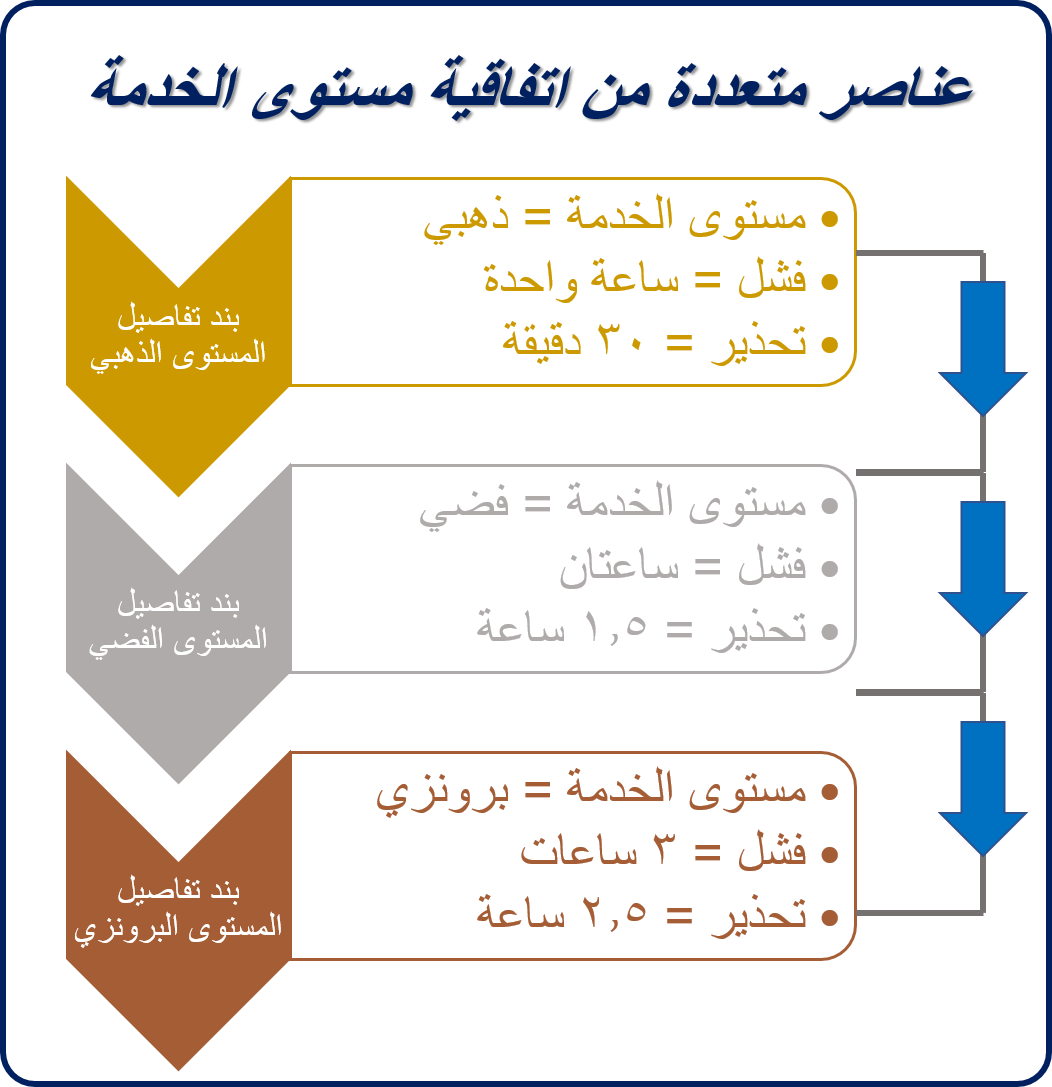 عناصر متعددة من اتفاقية مستوى الخدمة
• مستوى الخدمة = ذهبي
• فشل = ساعة واحدة
• تحذير = ٣٠ دقيقة
بند تفاصيل
المستوى الذهبي
• مستوى الخدمة = فضي
• فشل = ساعتان
• تحذير = ١,٥ ساعة
بند تفاصيل
المستوى الفضي
• مستوى الخدمة = برونزي
• فشل = ٣ ساعات
• تحذير = ٢,٥ ساعة
بند تفاصيل
المستوى البرونزي